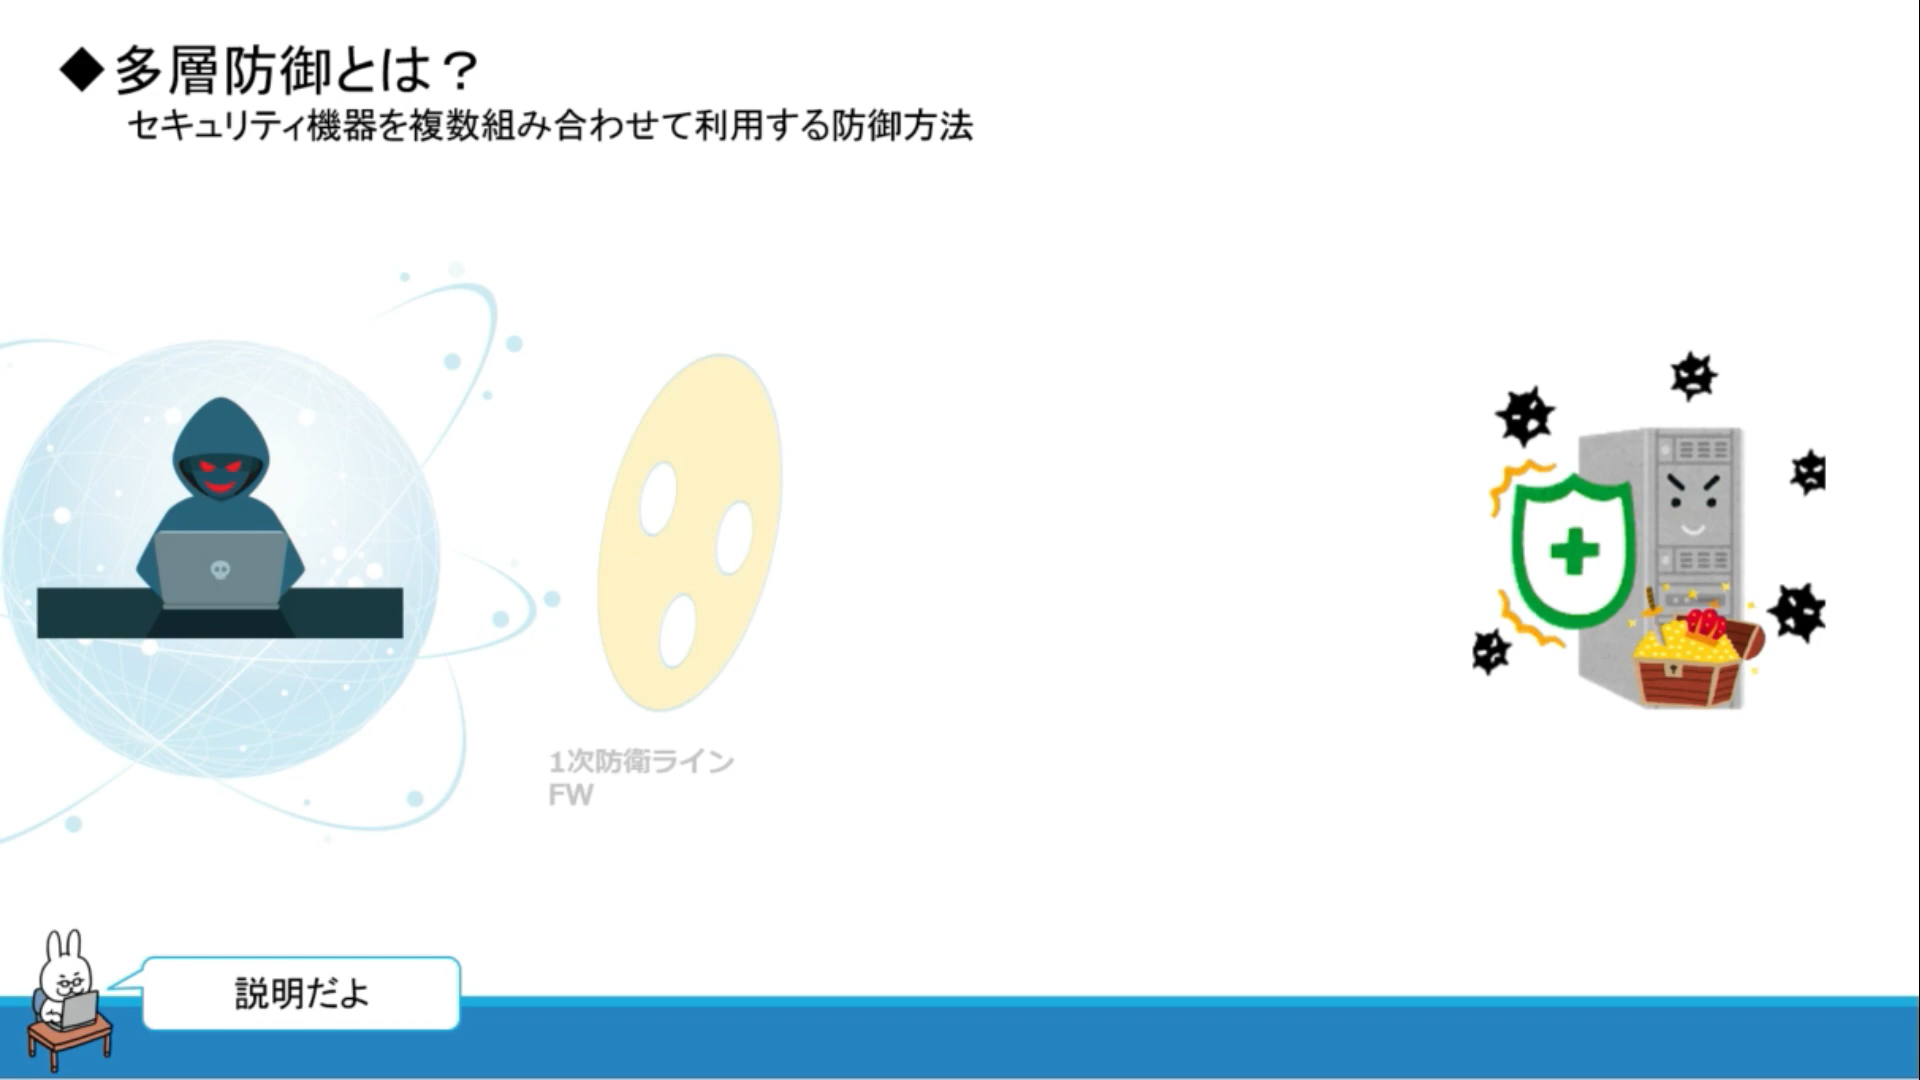 ◆多層防御とは？
セキュリティ機器を複数組み合わせて利用する防御方法
1次防衛ライン
FW
説明だよ